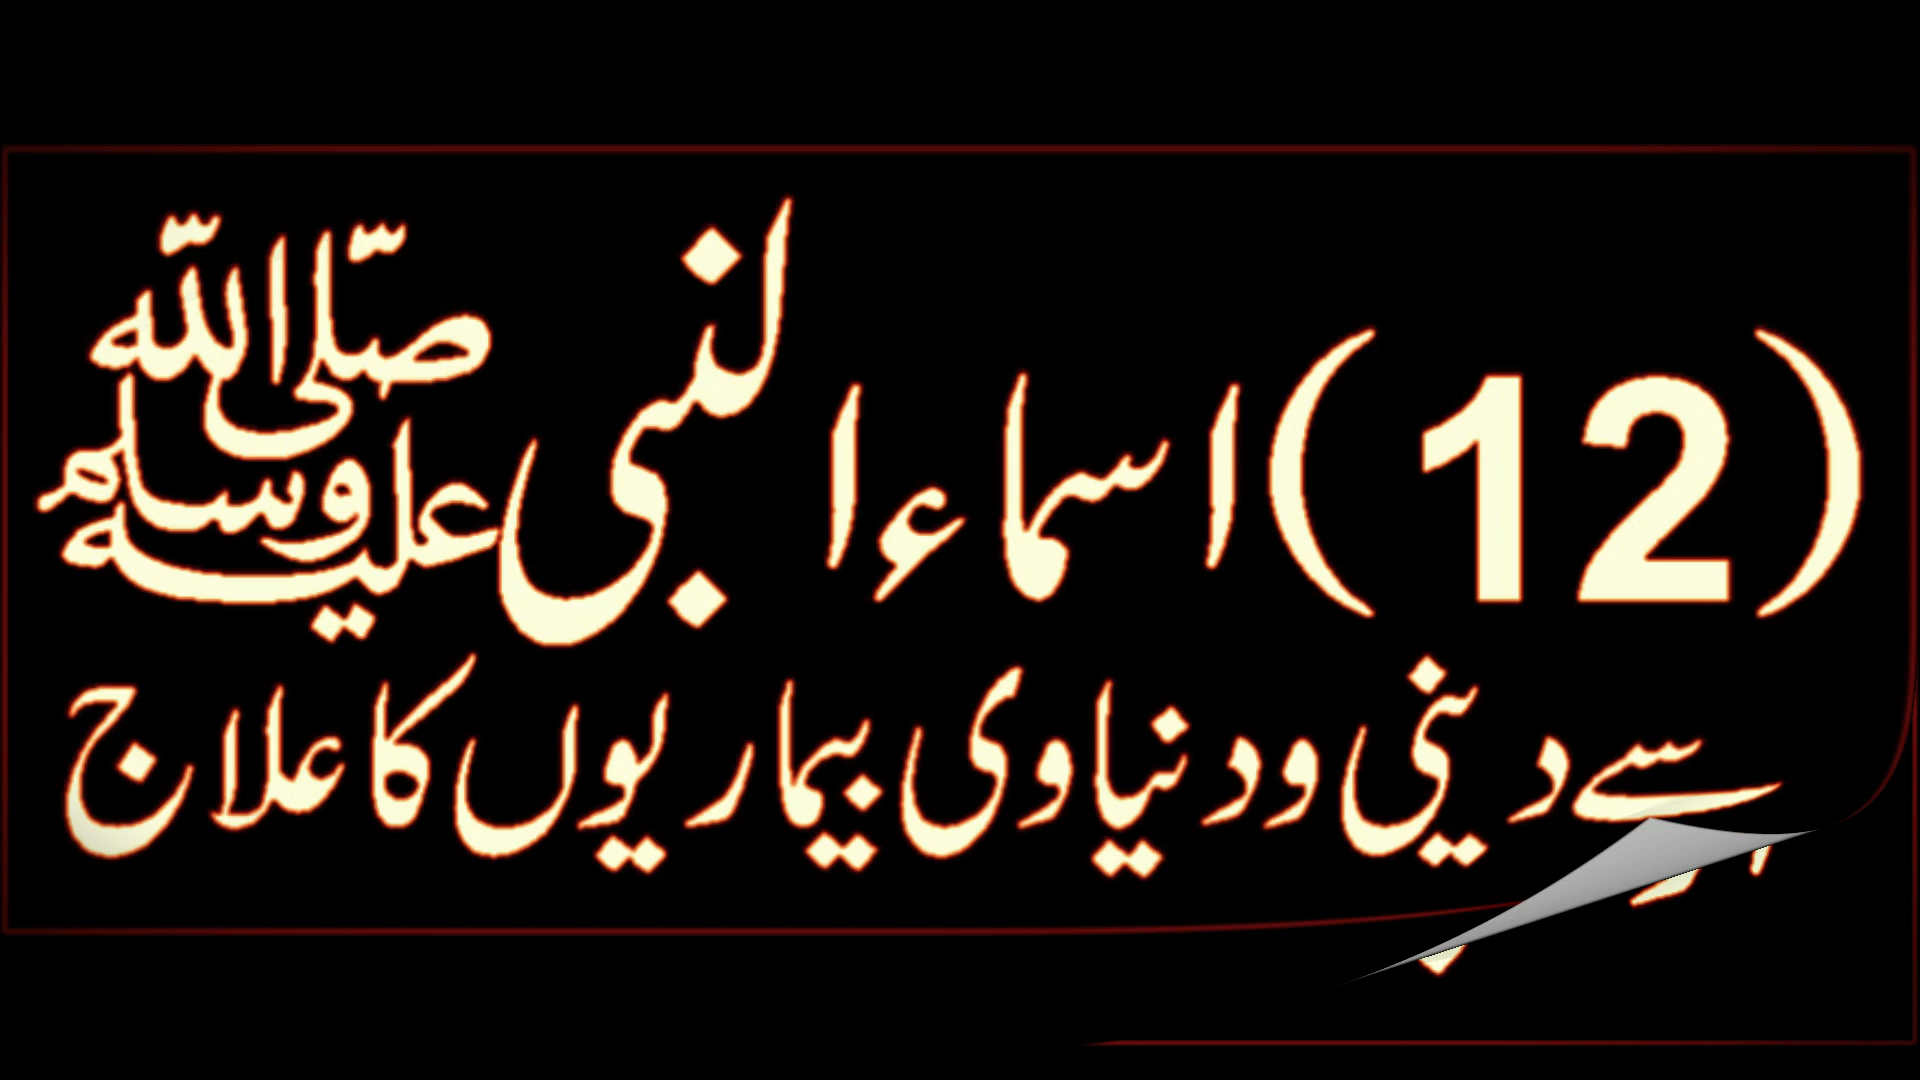 (12) اسماء النبی صلی اللہ علیہ وسلم
سے دینی و دنیاوی بیماریوں کا علاج